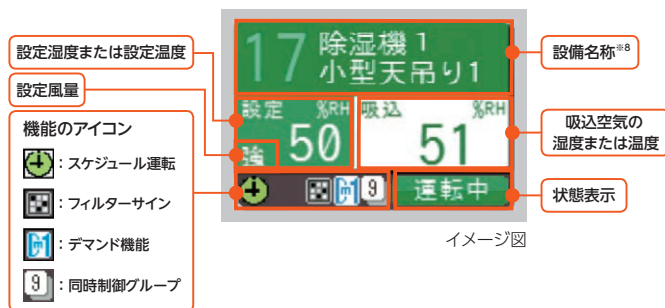 設定湿度または設定温度
設定風量
機能のアイコン
：スケジュール運転
：フィルターサイン
：デマンド機能
9 ：同時制御グループ
17 除湿機1
小型天吊り1
設定 %RH
強 50
吸込 %RH
51
9
運転中
設備名称※8
吸込空気の
湿度または温度
状態表示
イメージ図